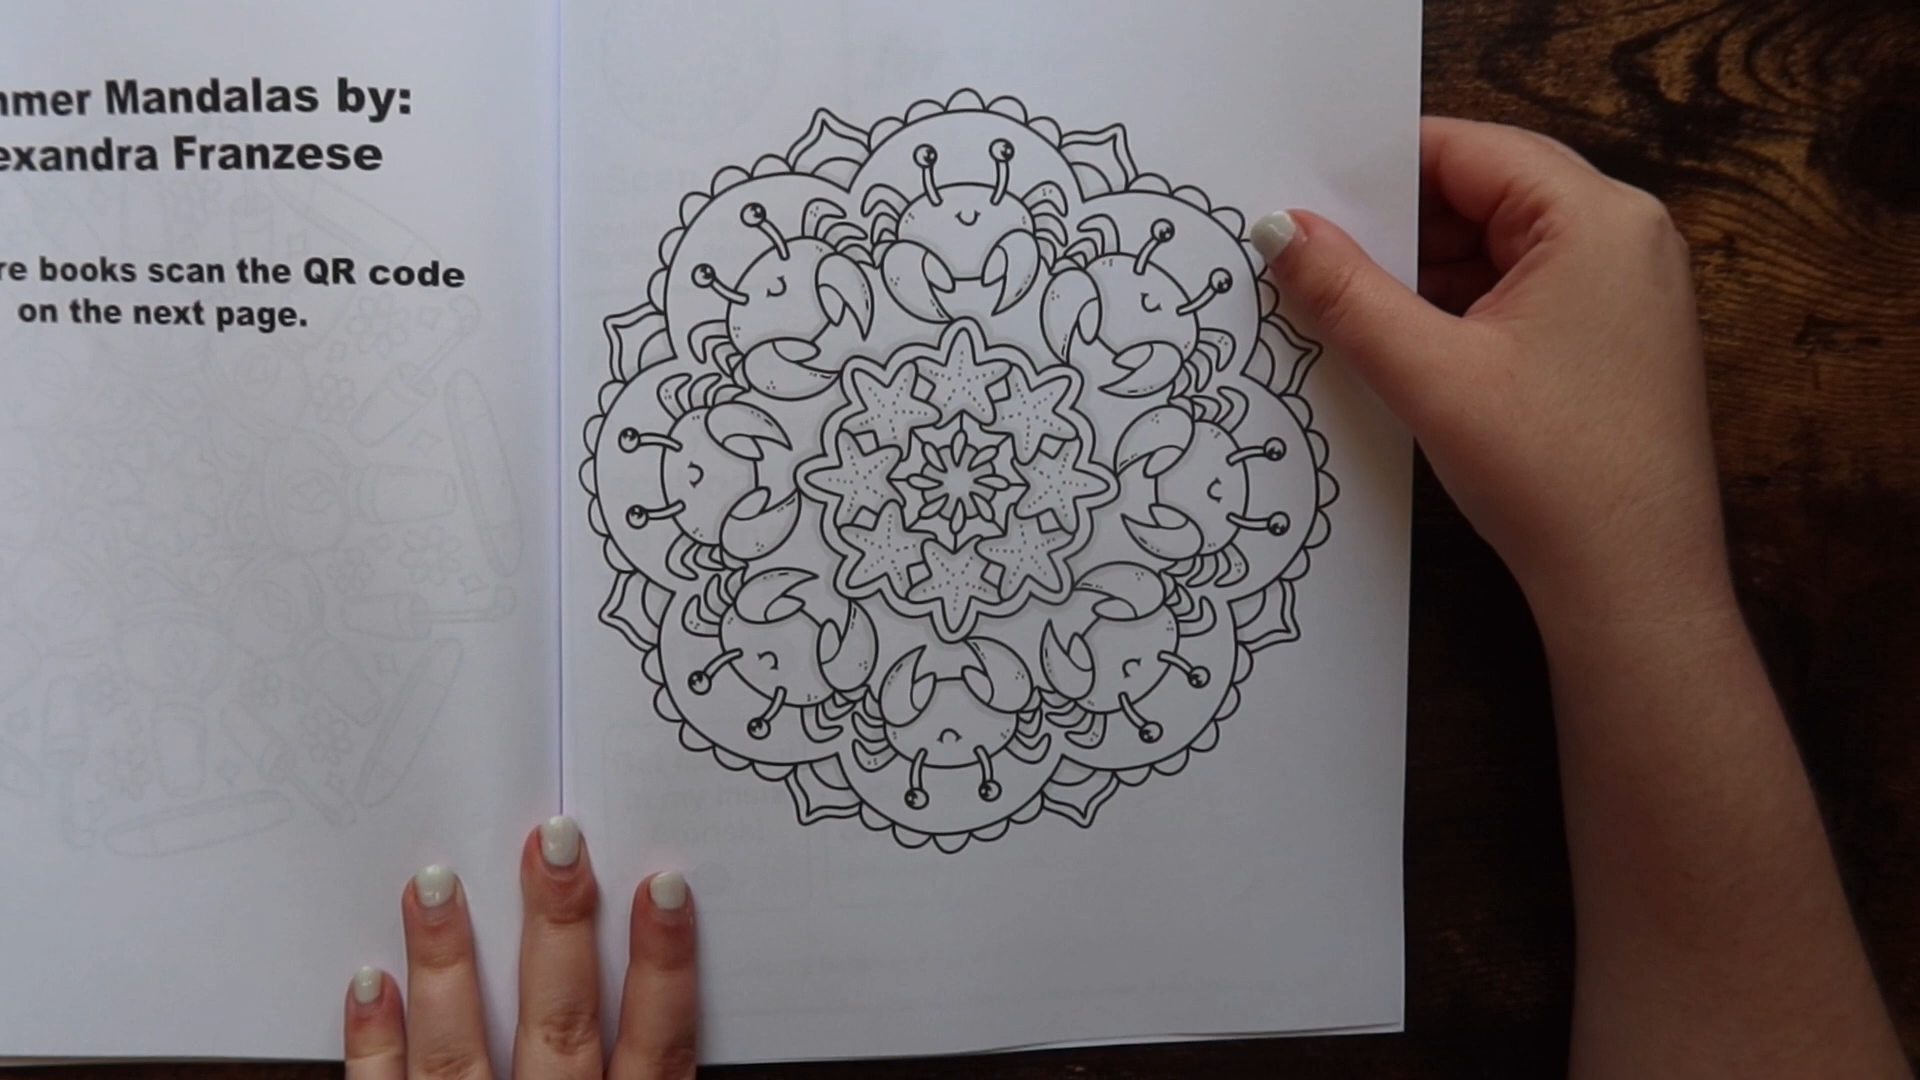 mmer Mandalas by:
exandra Franzese
re books scan the QR code
on the next page.